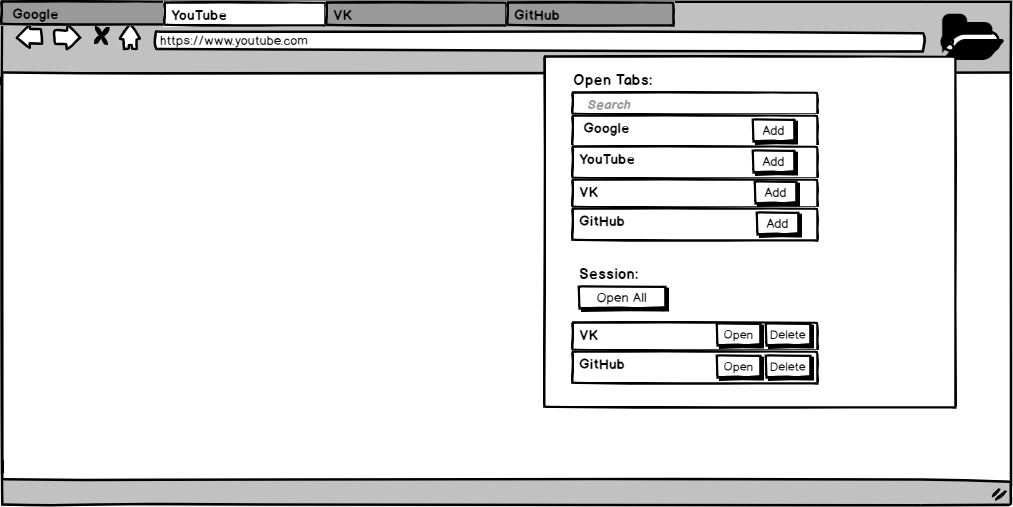 Google YouTube VK GitHub
https://www.youtube.com
Open Tabs:
Search
Google Add
YouTube Add
VK Add
GitHub Add
Session:
Open All
VK Open Delete
GitHub Open Delete